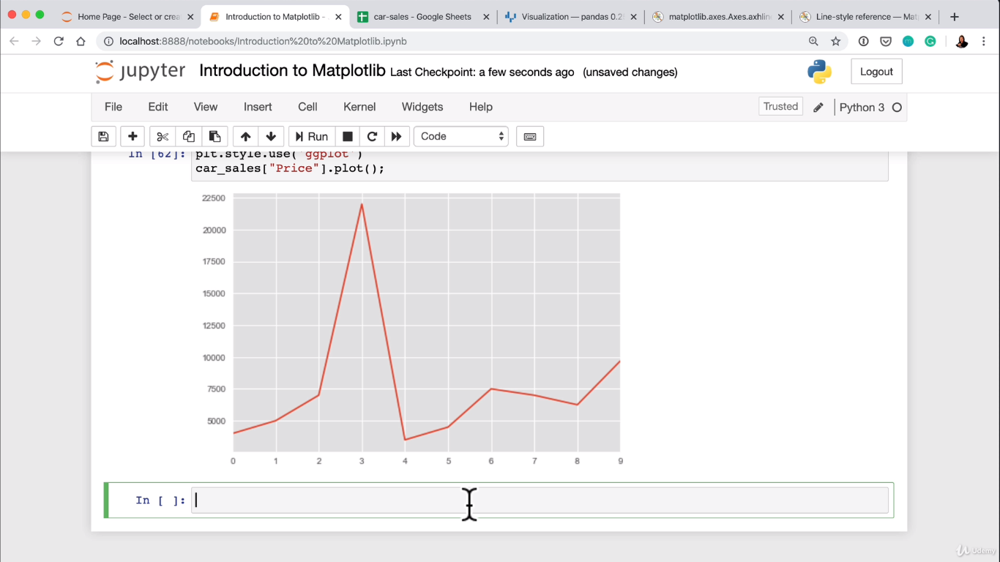 Home Page - Select or crea
Introduction to Matplotlib -
car-sales - Google Sheets
Visualization — pandas 0.2
matplotlib.axes.Axes.axhlin
Line-style reference — Mat
localhost:8888/notebooks/Introduction%20to%20Matplotlib.ipynb
jupyter Introduction to Matplotlib Last Checkpoint: a few seconds ago (unsaved changes)
Logout
File Edit View Insert Cell Kernel Widgets Help
Trusted
Python 3
Run
Code
In [62]: plt.style.use('ggplot')
car_sales["Price"].plot();
22500
20000
17500
15000
12500
10000
7500
5000
0 1 2 3 4 5 6 7 8 9
In [ ]:
Udemy